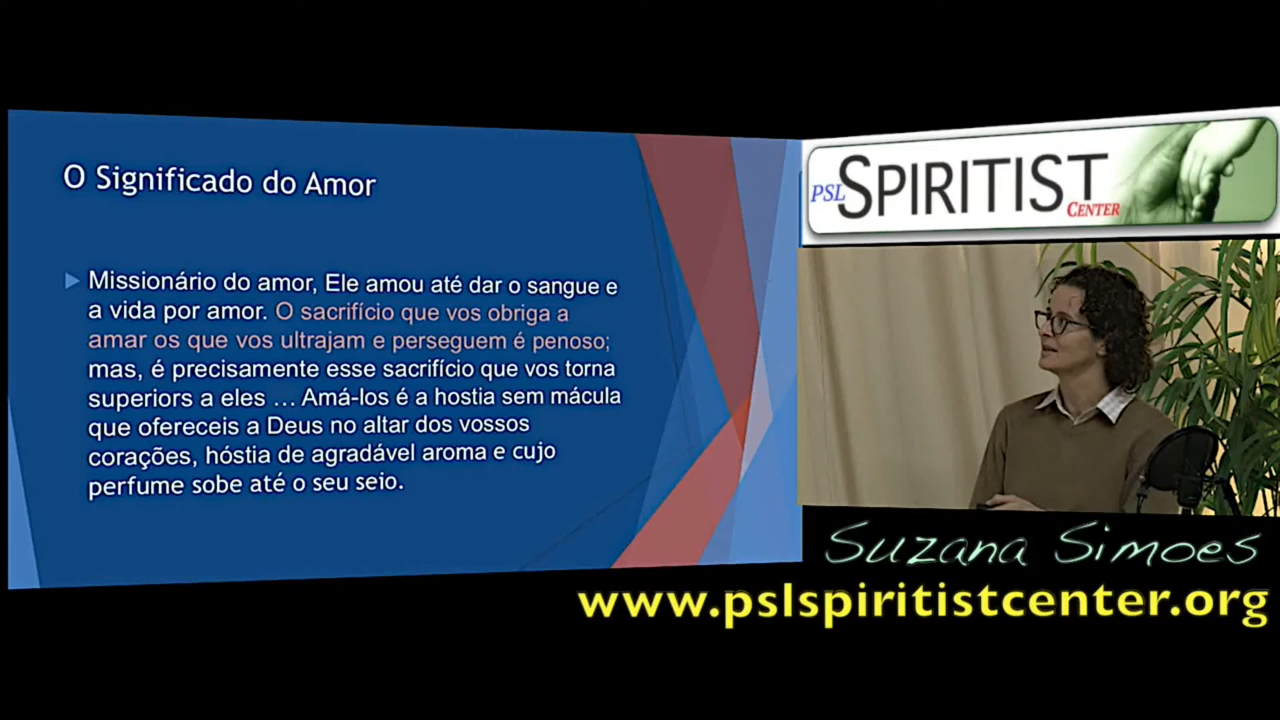 O Significado do Amor
Missionário do amor, Ele amou até dar o sangue e
a vida por amor. O sacrifício que vos obriga a
amar os que vos ultrajam e perseguem é penoso;
mas, é precisamente esse sacrifício que vos torna
superiors a eles ... Amá-los é a hostia sem mácula
que ofereceis a Deus no altar dos vossos
corações, hóstia de agradável aroma e cujo
perfume sobe até o seu seio.
PSL SPIRITIST
CENTER
Suzana Simoes
www.pslspiritistcenter.org